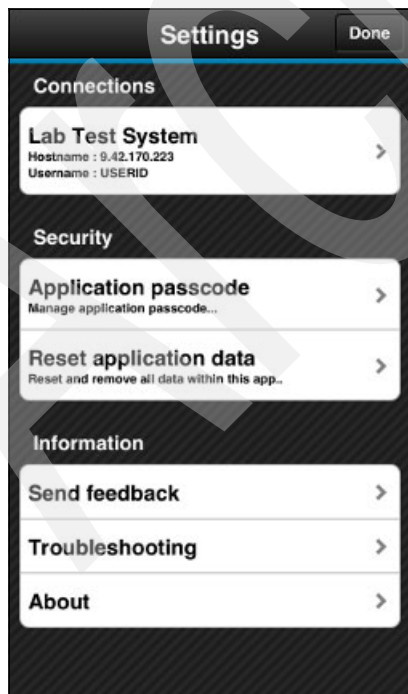 Settings
Done
Connections
Lab Test System
Hostname : 9.42.170.223
Username : USERID
Security
Application passcode
Manage application passcode...
Reset application data
Reset and remove all data within this app..
Information
Send feedback
Troubleshooting
About